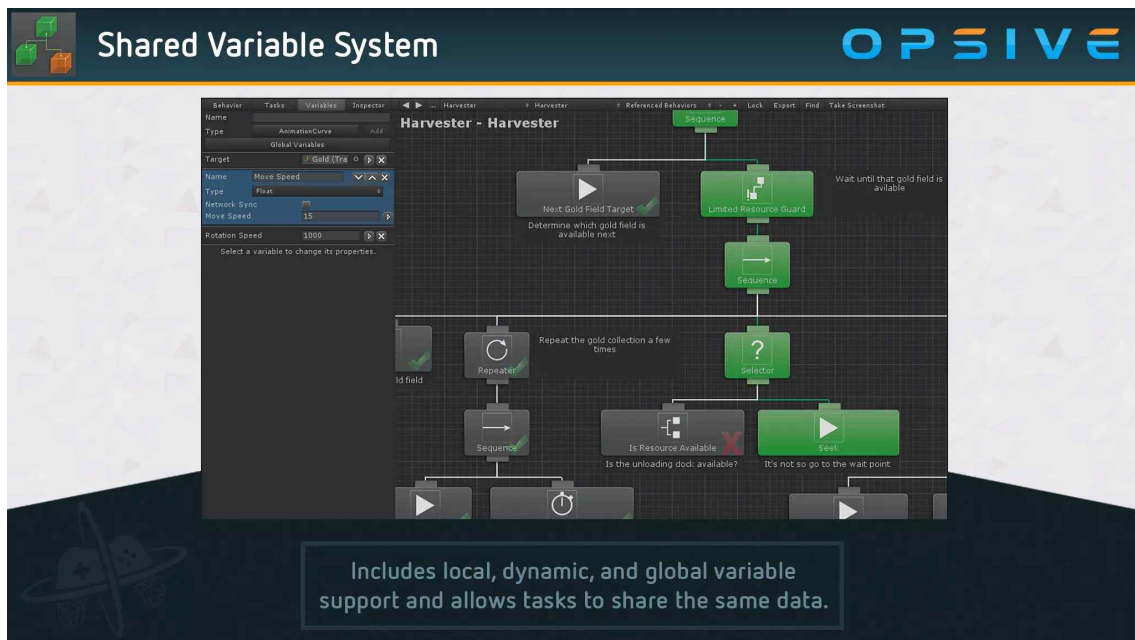 Shared Variable System
OPSIVE
Behavior Tasks Variables Inspector
... Harvester Harvester Referenced Behaviors - + Lock Export Find Take Screenshot
Name
Type AnimationCurve Add
Global Variables
Target Gold (Tra
Name Move Speed
Type Float
Network Sync
Move Speed 15
Rotation Speed 1000
Select a variable to change its properties.
Harvester - Harvester
Sequence
Next Gold Field Target
Determine which gold field is
available next
Limited Resource Guard
Wait until that gold field is
avilable
Sequence
ld field
Repeater
Repeat the gold collection a few
times
?
Selector
Sequence
Is Resource Available
Is the unloading dock available?
Seek
It's not so go to the wait point
Includes local, dynamic, and global variable
support and allows tasks to share the same data.